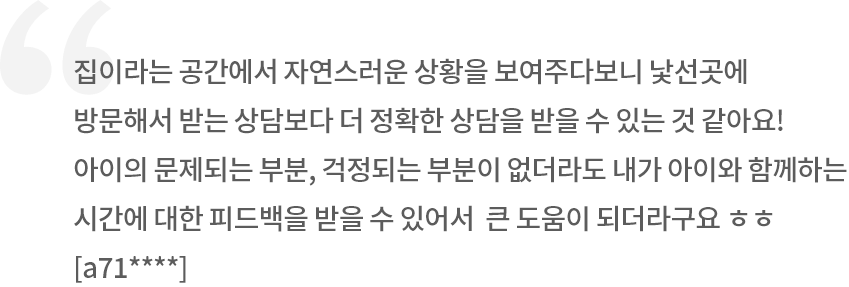 집이라는 공간에서 자연스러운 상황을 보여주다보니 낯선곳에
방문해서 받는 상담보다 더 정확한 상담을 받을 수 있는 것 같아요!
아이의 문제되는 부분, 걱정되는 부분이 없더라도 내가 아이와 함께하는
시간에 대한 피드백을 받을 수 있어서 큰 도움이 되더라구요 ㅎㅎ
[a71****]